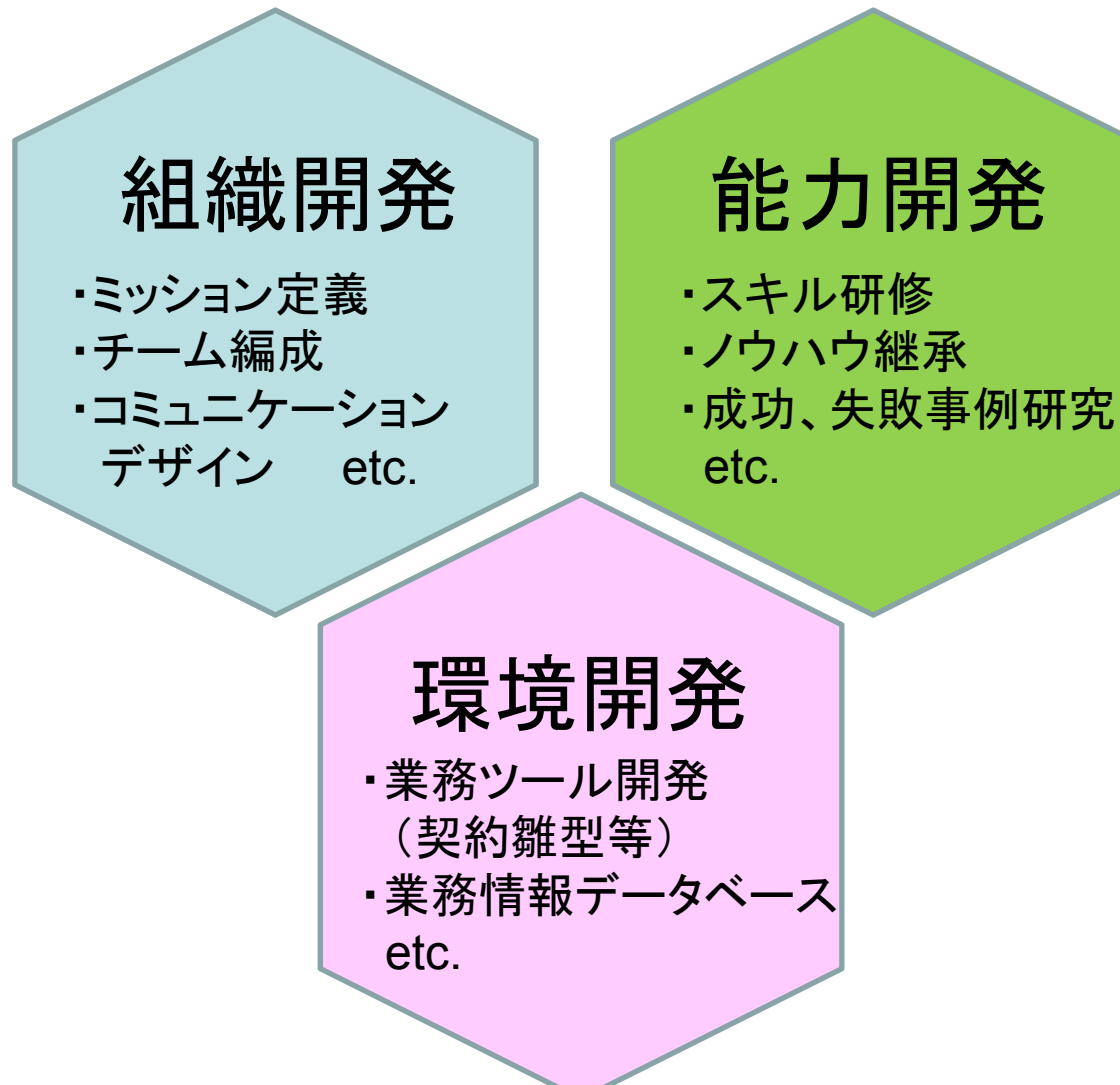 組織開発
・ミッション定義
・チーム編成
・コミュニケーション
デザイン　etc.
能力開発
・スキル研修
・ノウハウ継承
・成功、失敗事例研究
etc.
環境開発
・業務ツール開発
（契約雛型等）
・業務情報データベース
etc.